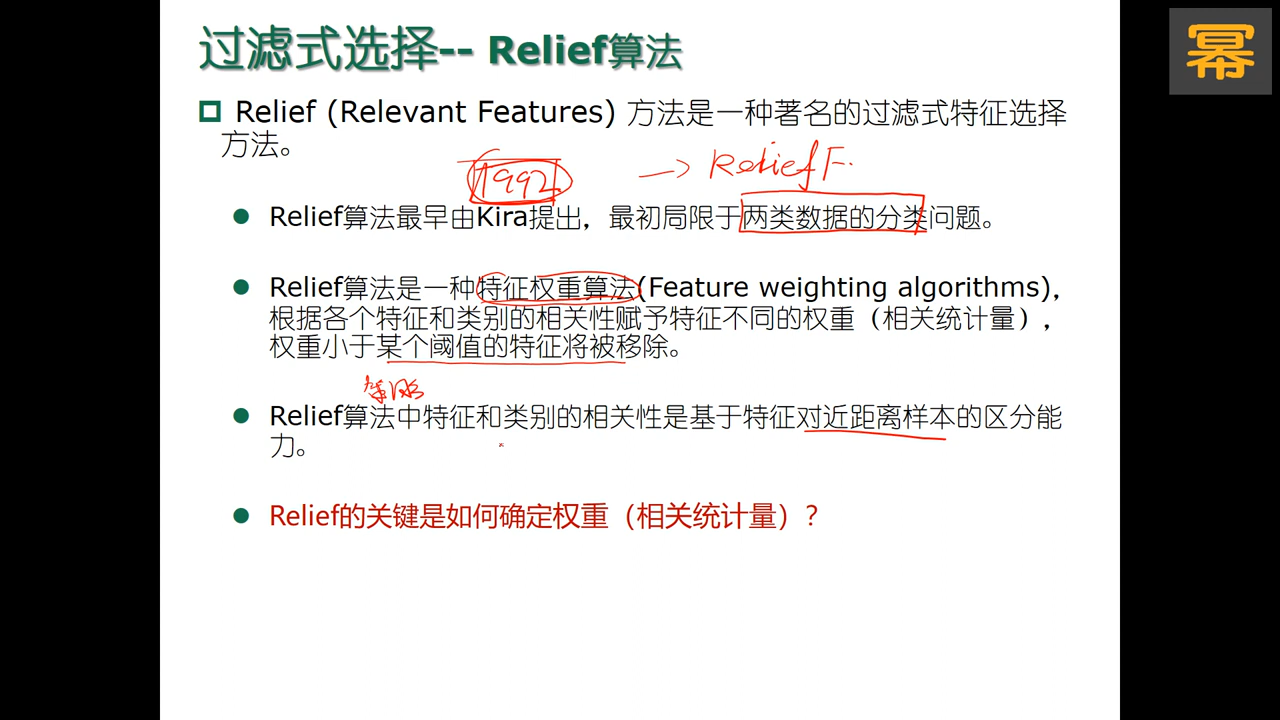 过滤式选择-- Relief算法
幂
Relief (Relevant Features) 方法是一种著名的过滤式特征选择
方法。
1992 → ReliefF.
Relief算法最早由Kira提出，最初局限于两类数据的分类问题。
Relief算法是一种特征权重算法(Feature weighting algorithms)，
根据各个特征和类别的相关性赋予特征不同的权重（相关统计量），
权重小于某个阈值的特征将被移除。
策略
Relief算法中特征和类别的相关性是基于特征对近距离样本的区分能
力。
Relief的关键是如何确定权重（相关统计量）?